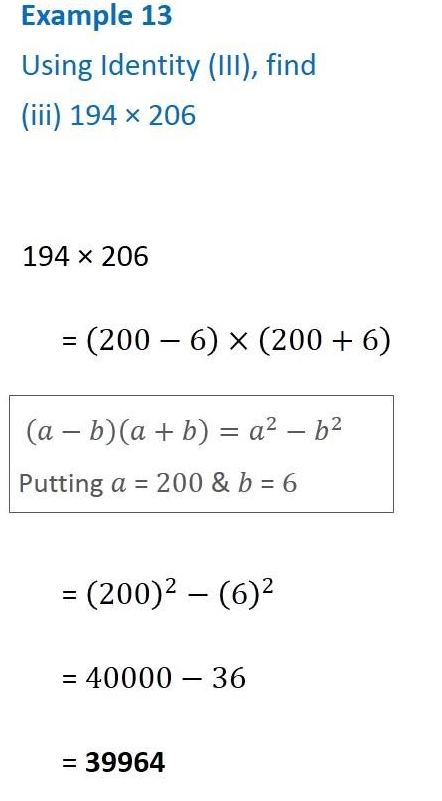 Example 13
Using Identity (III), find
(iii) 194 × 206
194 × 206
= (200 − 6) × (200 + 6)
(a − b)(a + b) = a² − b²
Putting a = 200 & b = 6
= (200)² − (6)²
= 40000 − 36
= 39964